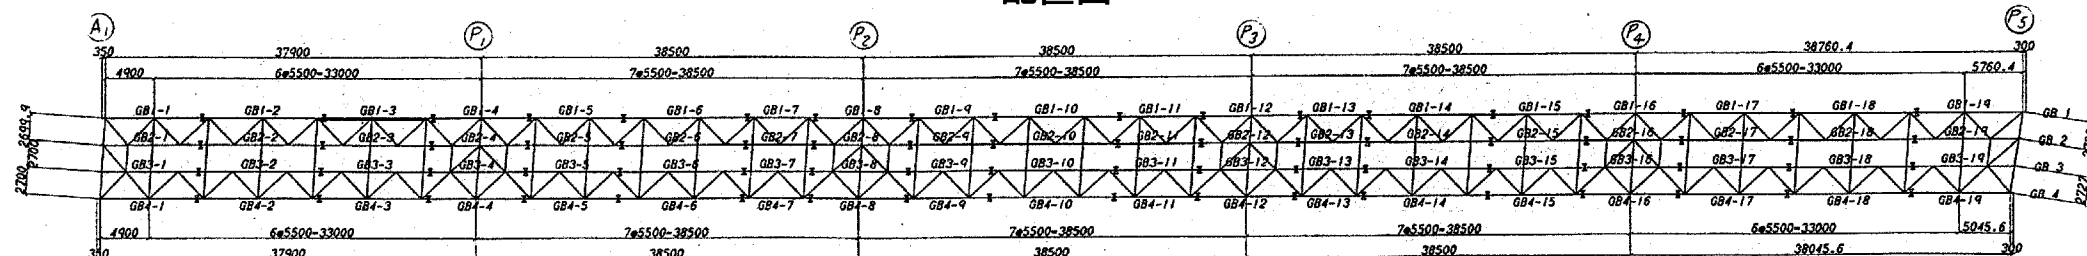 配置図
A1 P1 P2 P3 P4 P5
350 37900 38500 38500 38500 38760.4 300
4900 6@5500-33000 7@5500-38500 7@5500-38500 7@5500-38500 6@5500-33000 5760.4
GB1-1 GB1-2 GB1-3 GB1-4 GB1-5 GB1-6 GB1-7 GB1-8 GB1-9 GB1-10 GB1-11 GB1-12 GB1-13 GB1-14 GB1-15 GB1-16 GB1-17 GB1-18 GB1-19 GB 1
2699.9
GB2-1 GB2-2 GB2-3 GB2-4 GB2-5 GB2-6 GB2-7 GB2-8 GB2-9 GB2-10 GB2-11 GB2-12 GB2-13 GB2-14 GB2-15 GB2-16 GB2-17 GB2-18 GB2-19 GB 2
2700
GB3-1 GB3-2 GB3-3 GB3-4 GB3-5 GB3-6 GB3-7 GB3-8 GB3-9 GB3-10 GB3-11 GB3-12 GB3-13 GB3-14 GB3-15 GB3-16 GB3-17 GB3-18 GB3-19 GB 3
2700
GB4-1 GB4-2 GB4-3 GB4-4 GB4-5 GB4-6 GB4-7 GB4-8 GB4-9 GB4-10 GB4-11 GB4-12 GB4-13 GB4-14 GB4-15 GB4-16 GB4-17 GB4-18 GB4-19 GB 4
4900 6@5500-33000 7@5500-38500 7@5500-38500 7@5500-38500 6@5500-33000 5045.6
350 37900 38500 38500 38500 38045.6 300